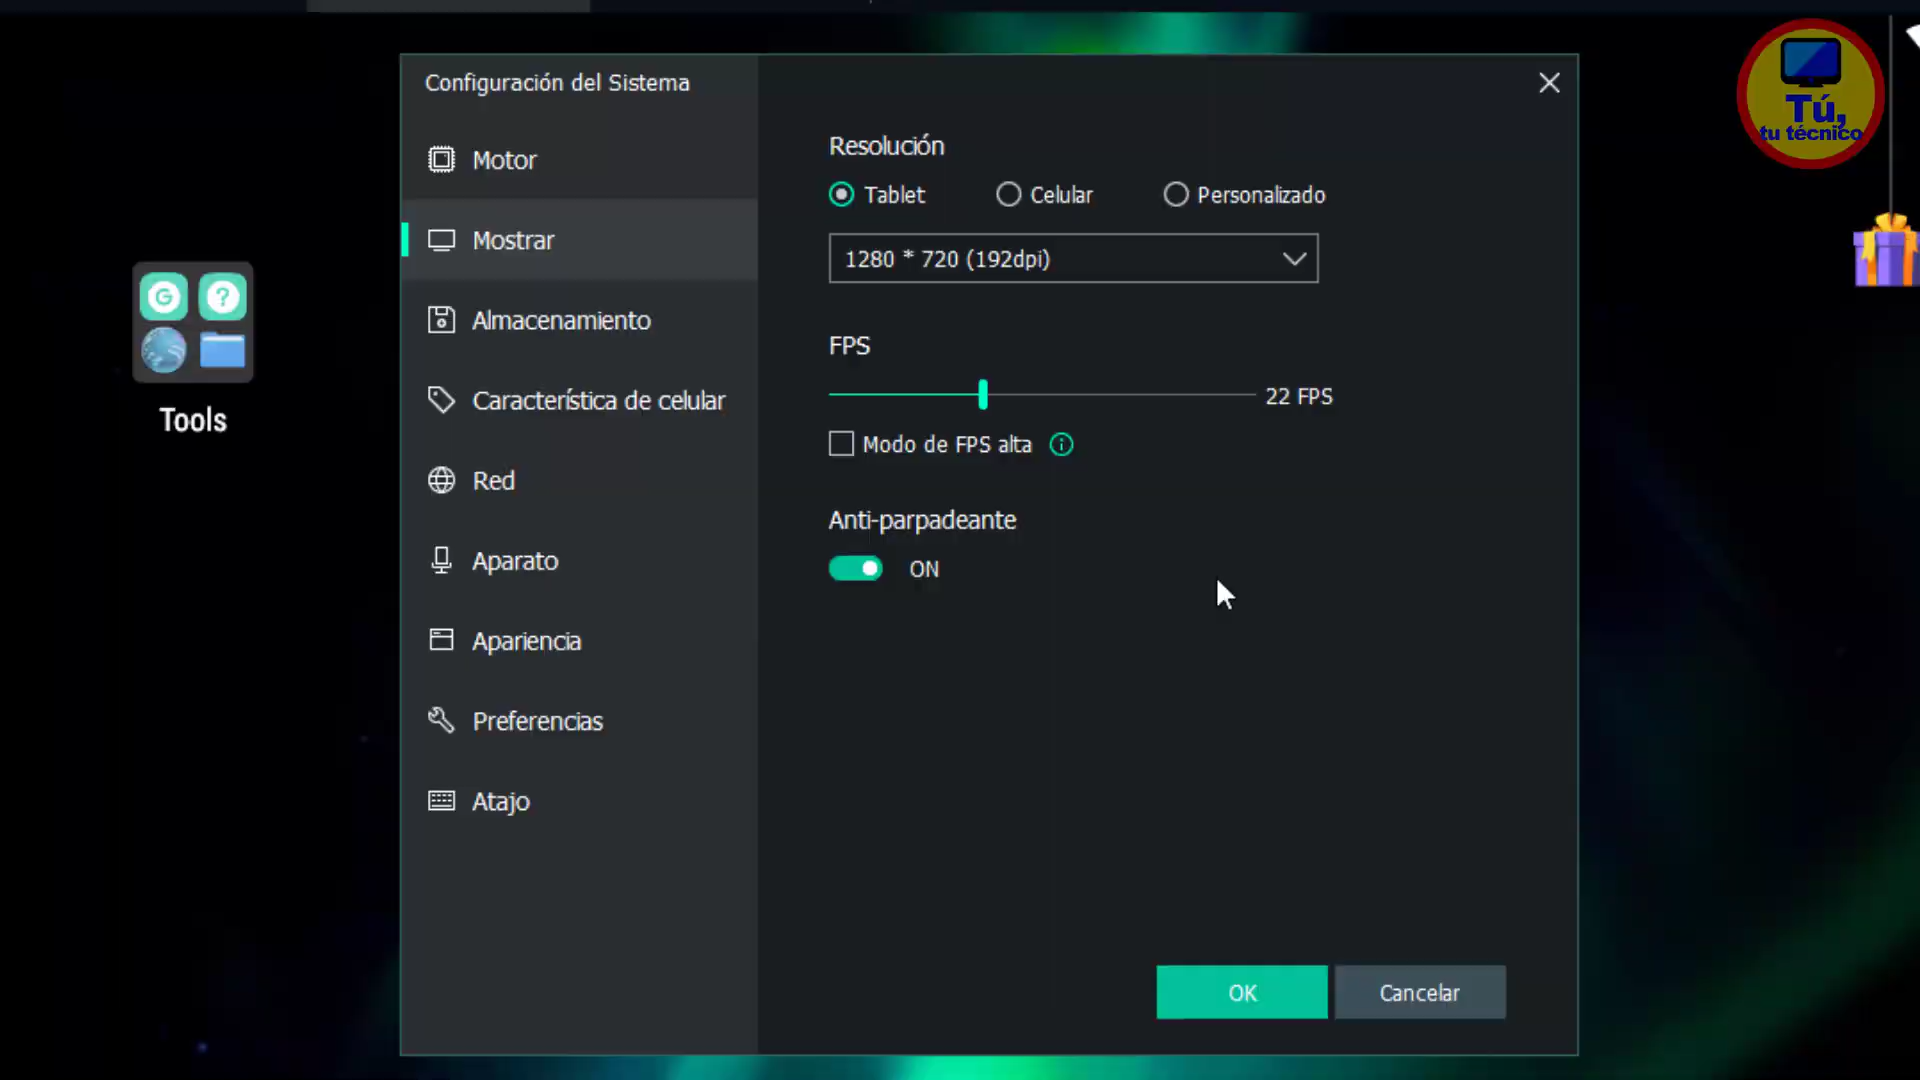 Configuración del Sistema
Motor
Mostrar
Almacenamiento
Característica de celular
Red
Aparato
Apariencia
Preferencias
Atajo
Resolución
Tablet
Celular
Personalizado
1280 * 720 (192dpi)
FPS
22 FPS
Modo de FPS alta
Anti-parpadeante
ON
OK
Cancelar
G
?
Tools
Tú,
tu técnico